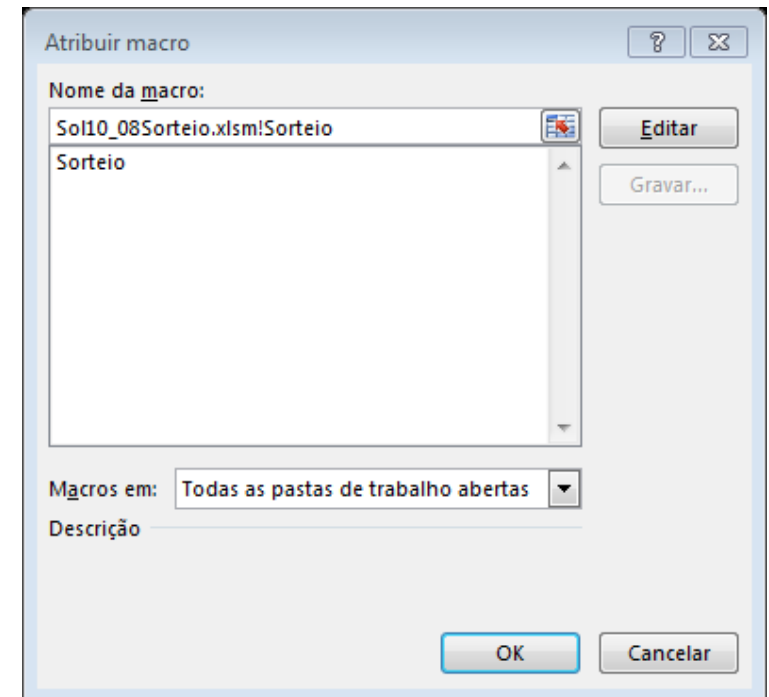 Atribuir macro
Nome da macro:
Sol10_08Sorteio.xlsm!Sorteio
Editar
Sorteio
Gravar...
Macros em: Todas as pastas de trabalho abertas
Descrição
OK Cancelar